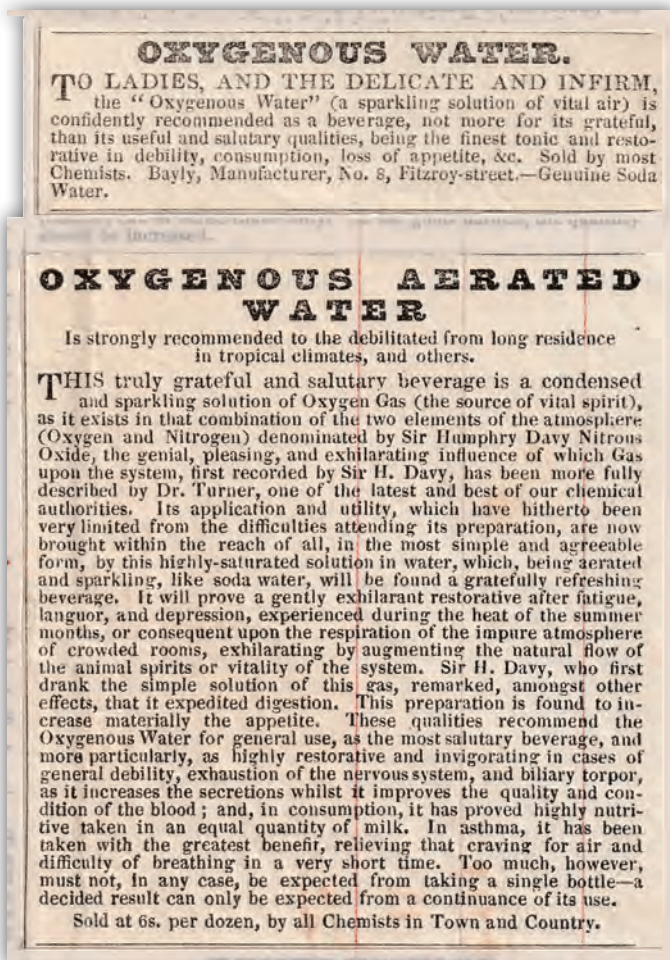 OXYGENOUS WATER.
TO LADIES, AND THE DELICATE AND INFIRM,
the "Oxygenous Water" (a sparkling solution of vital air) is
confidently recommended as a beverage, not more for its grateful,
than its useful and salutary qualities, being the finest tonic and resto-
rative in debility, consumption, loss of appetite, &c. Sold by most
Chemists. Bayly, Manufacturer, No. 8, Fitzroy-street.—Genuine Soda
Water.
be increased.
OXYGENOUS AERATED
WATER
Is strongly recommended to the debilitated from long residence
in tropical climates, and others.
THIS truly grateful and salutary beverage is a condensed
and sparkling solution of Oxygen Gas (the source of vital spirit),
as it exists in that combination of the two elements of the atmosphere
(Oxygen and Nitrogen) denominated by Sir Humphry Davy Nitrous
Oxide, the genial, pleasing, and exhilarating influence of which Gas
upon the system, first recorded by Sir H. Davy, has been more fully
described by Dr. Turner, one of the latest and best of our chemical
authorities. Its application and utility, which have hitherto been
very limited from the difficulties attending its preparation, are now
brought within the reach of all, in the most simple and agreeable
form, by this highly-saturated solution in water, which, being aerated
and sparkling, like soda water, will be found a gratefully refreshing
beverage. It will prove a gently exhilarant restorative after fatigue,
languor, and depression, experienced during the heat of the summer
months, or consequent upon the respiration of the impure atmosphere
of crowded rooms, exhilarating by augmenting the natural flow of
the animal spirits or vitality of the system. Sir H. Davy, who first
drank the simple solution of this gas, remarked, amongst other
effects, that it expedited digestion. This preparation is found to in-
crease materially the appetite. These qualities recommend the
Oxygenous Water for general use, as the most salutary beverage, and
more particularly, as highly restorative and invigorating in cases of
general debility, exhaustion of the nervous system, and biliary torpor,
as it increases the secretions whilst it improves the quality and con-
dition of the blood; and, in consumption, it has proved highly nutri-
tive taken in an equal quantity of milk. In asthma, it has been
taken with the greatest benefit, relieving that craving for air and
difficulty of breathing in a very short time. Too much, however,
must not, in any case, be expected from taking a single bottle—a
decided result can only be expected from a continuance of its use.
Sold at 6s. per dozen, by all Chemists in Town and Country.